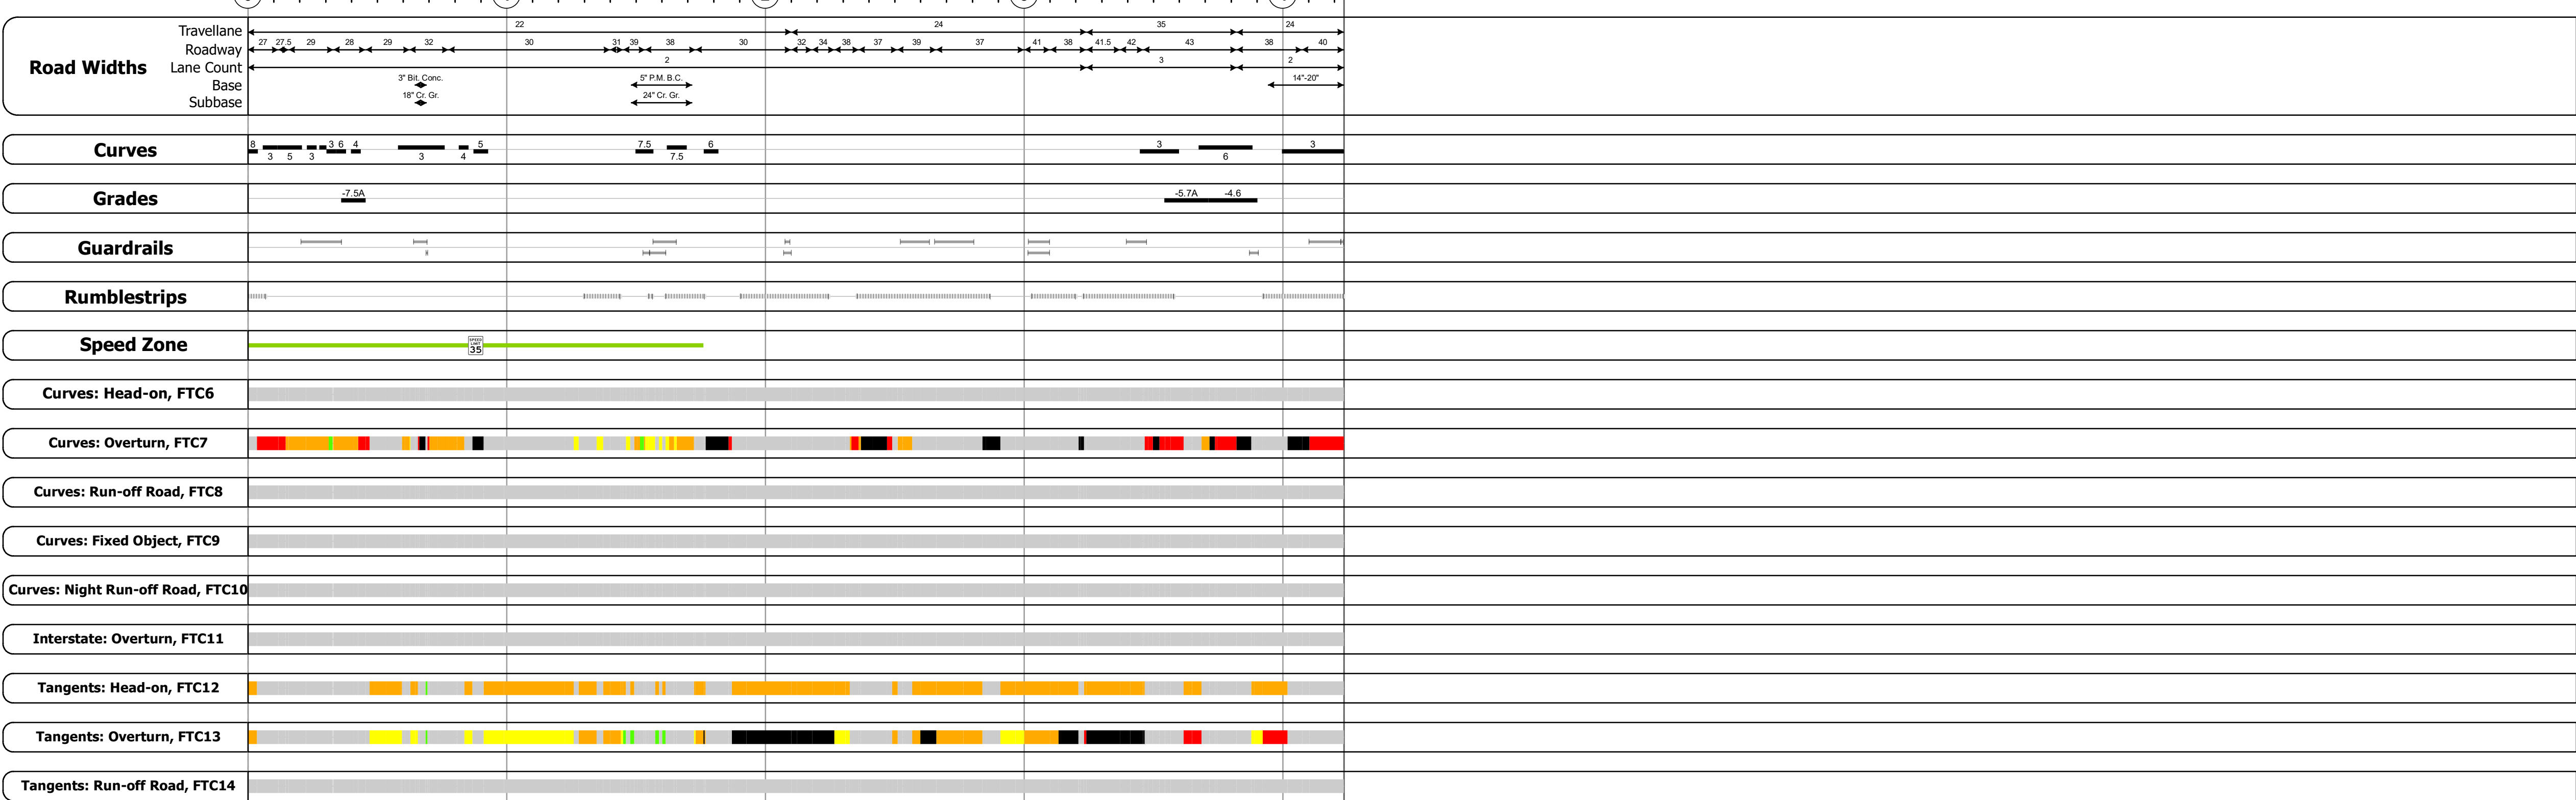 Travellane 22 24 35 24
Roadway 27 27.5 29 28 29 32 30 31 39 38 30 32 34 38 37 39 37 41 38 41.5 42 43 38 40
Road Widths
Lane Count 2 3 2
Base 3" Bit. Conc. 5" P.M. B.C. 14"-20"
Subbase 18" Cr. Gr. 24" Cr. Gr.
8 3 6 4 5 7.5 6 3 3
Curves
3 5 3 3 4 7.5 6
Grades -7.5A -5.7A -4.6
Guardrails
Rumblestrips
Speed Zone
SPEED
LIMIT
35
Curves: Head-on, FTC6
Curves: Overturn, FTC7
Curves: Run-off Road, FTC8
Curves: Fixed Object, FTC9
Curves: Night Run-off Road, FTC10
Interstate: Overturn, FTC11
Tangents: Head-on, FTC12
Tangents: Overturn, FTC13
Tangents: Run-off Road, FTC14